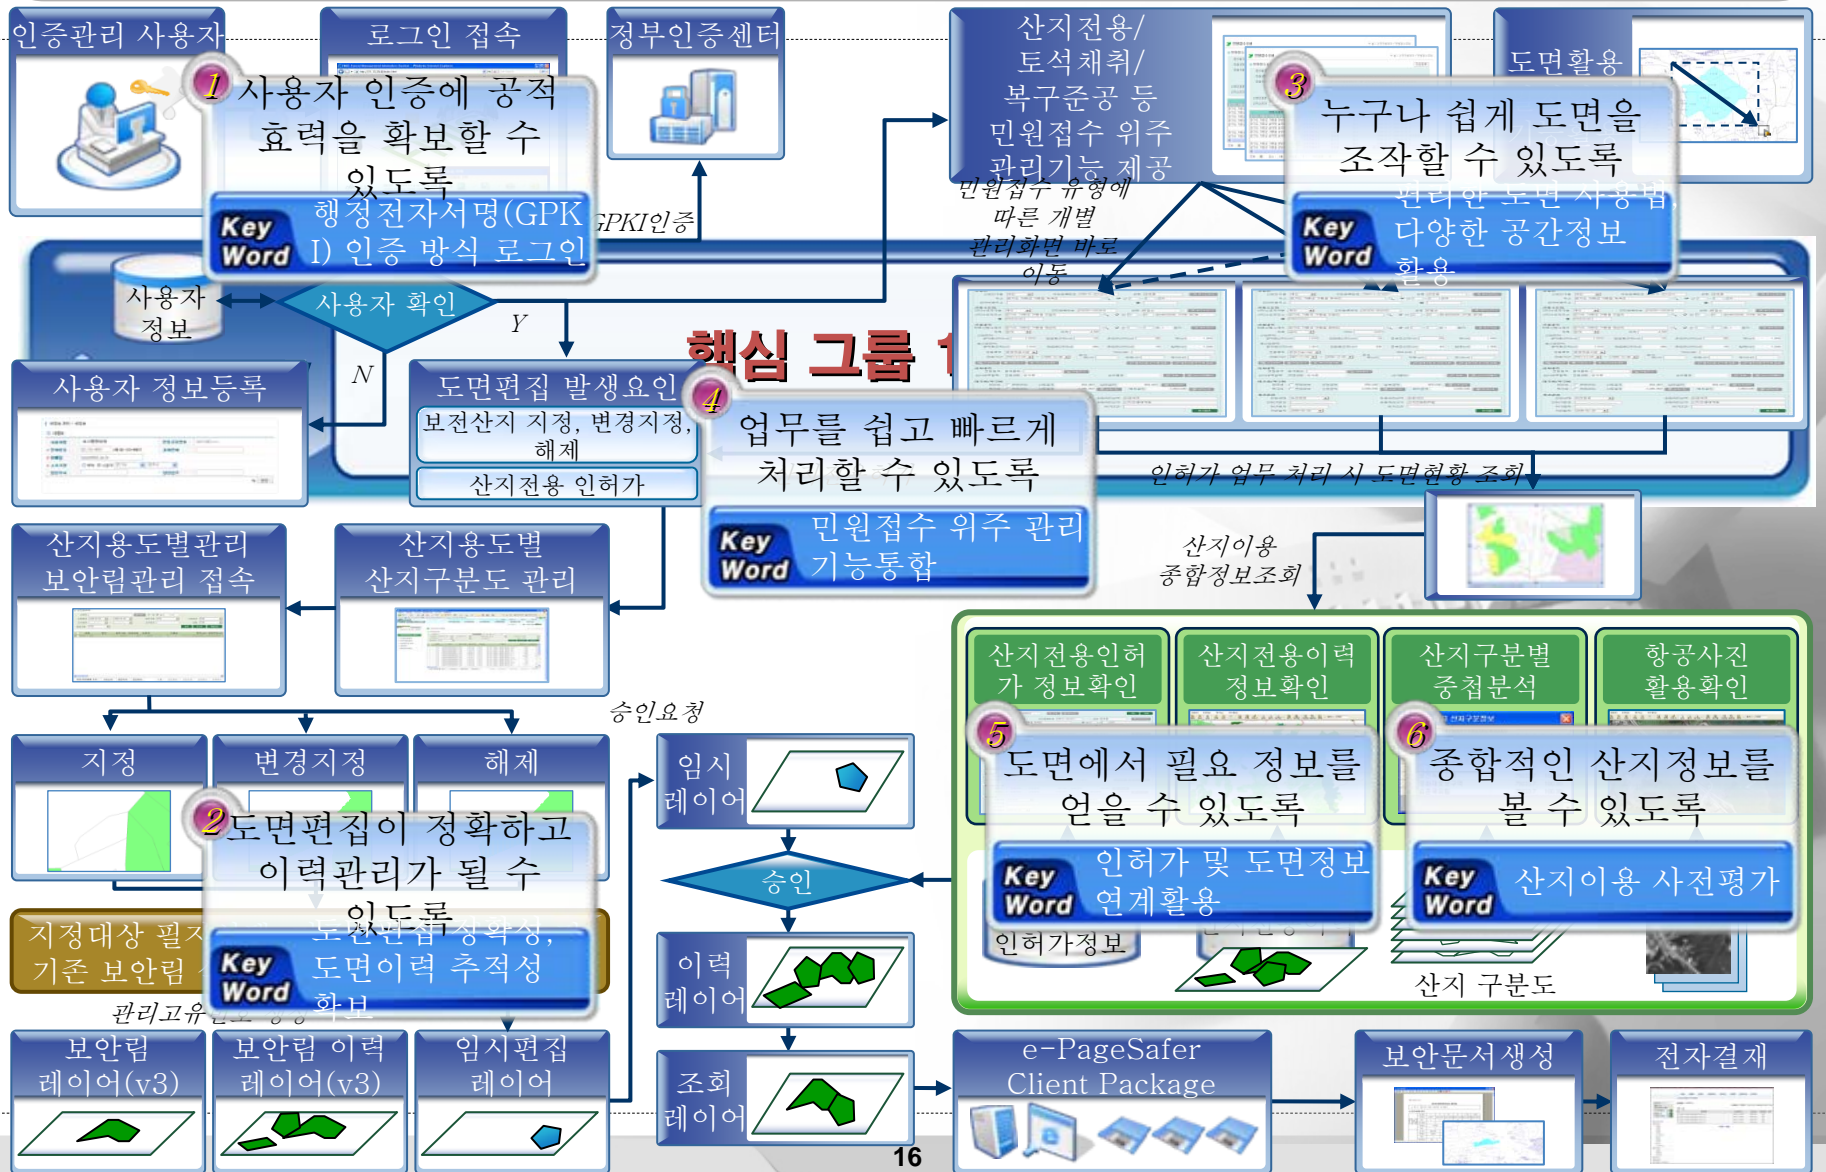 인증관리 사용자
로그인 접속
정부인증센터
산지전용/
토석채취/
복구준공 등
민원접수 위주
관리기능 제공
도면활용
1
사용자 인증에 공적
효력을 확보할 수
있도록
Key Word
행정전자서명(GPK
I) 인증 방식 로그인
GPKI인증
3
누구나 쉽게 도면을
조작할 수 있도록
Key Word
편리한 도면 사용법,
다양한 공간정보
활용
민원접수 유형에
따른 개별
관리화면 바로
이동
사용자
정보
사용자 확인
Y
N
핵심 그룹 1
사용자 정보등록
도면편집 발생요인
보전산지 지정, 변경지정,
해제
산지전용 인허가
4
업무를 쉽고 빠르게
처리할 수 있도록
Key Word
민원접수 위주 관리
기능통합
인허가 업무 처리 시 도면현황 조회
산지이용
종합정보조회
산지용도별관리
보안림관리 접속
산지용도별
산지구분도 관리
산지전용인허
가 정보확인
산지전용이력
정보확인
산지구분별
중첩분석
항공사진
활용확인
승인요청
지정
변경지정
해제
임시
레이어
2
도면편집이 정확하고
이력관리가 될 수
있도록
Key Word
도면편집 정확성,
도면이력 추적성
확보
5
도면에서 필요 정보를
얻을 수 있도록
Key Word
인허가 및 도면정보
연계활용
6
종합적인 산지정보를
볼 수 있도록
Key Word
산지이용 사전평가
승인
지정대상 필지
기존 보안림
인허가정보
산지 구분도
이력
레이어
관리고유번호
보안림
레이어(v3)
보안림 이력
레이어(v3)
임시편집
레이어
조회
레이어
e-PageSafer
Client Package
보안문서생성
전자결재
16